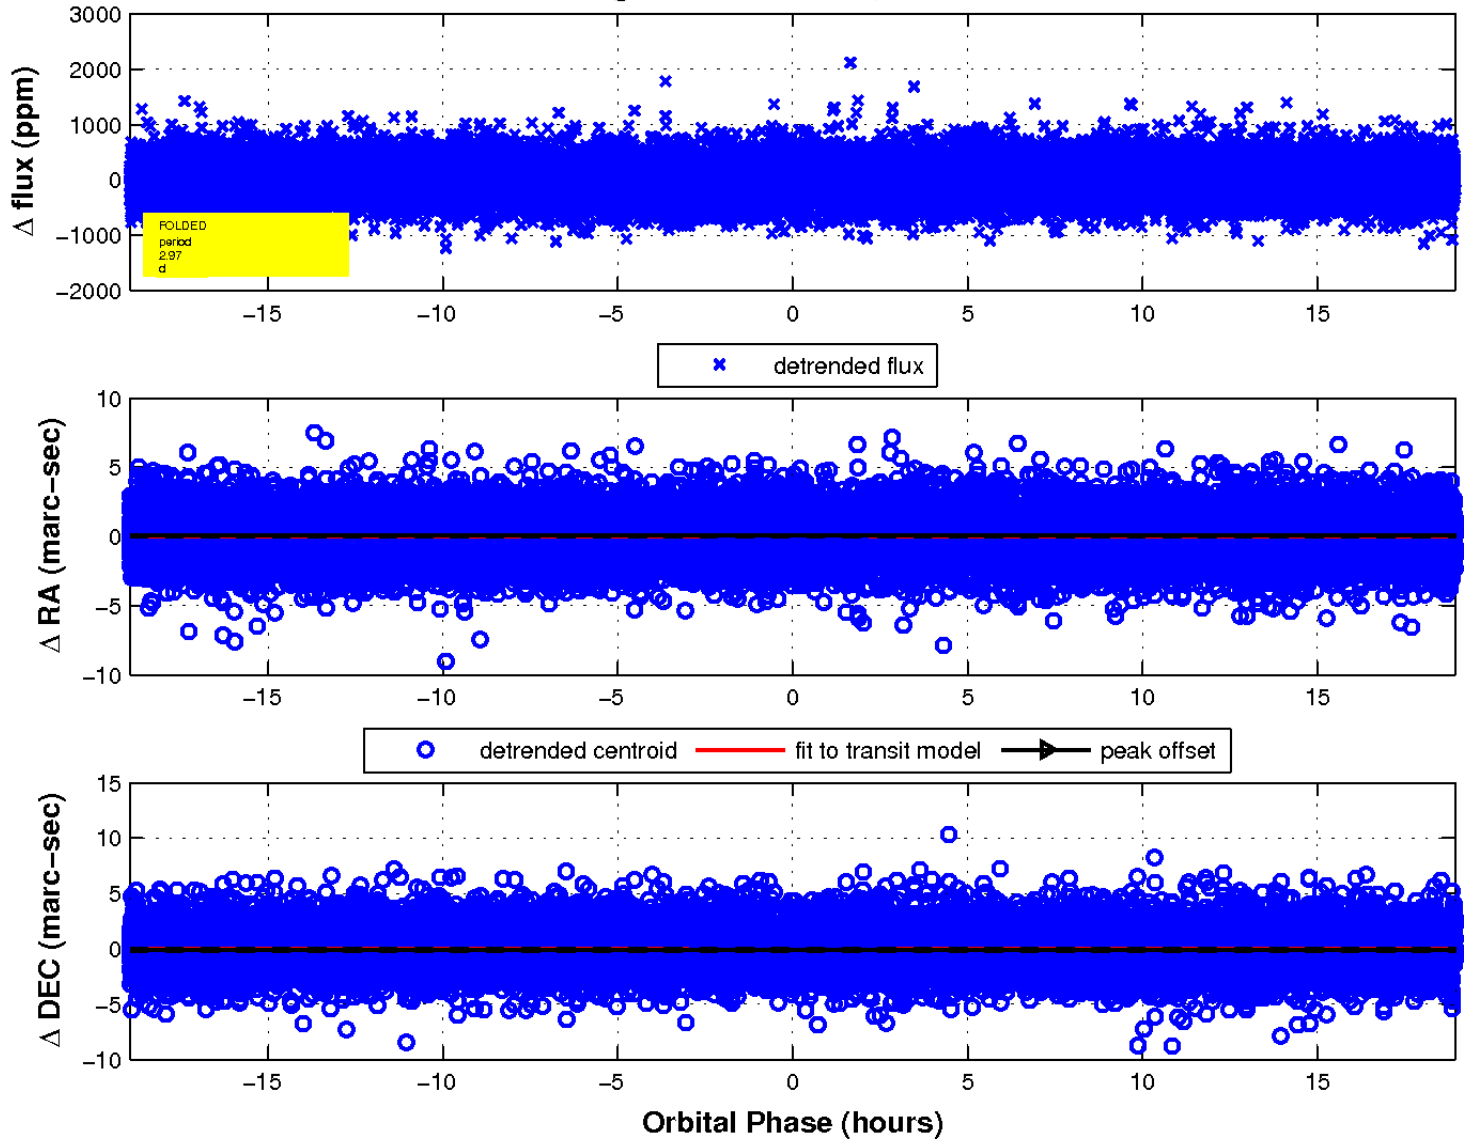 3000
2000
1000
0
−1000
−2000
Δ flux (ppm)
FOLDED
period
2.97
d
−15 −10 −5 0 5 10 15
detrended flux
10
5
0
−5
−10
Δ RA (marc−sec)
−15 −10 −5 0 5 10 15
detrended centroid fit to transit model peak offset
15
10
5
0
−5
−10
Δ DEC (marc−sec)
−15 −10 −5 0 5 10 15
Orbital Phase (hours)